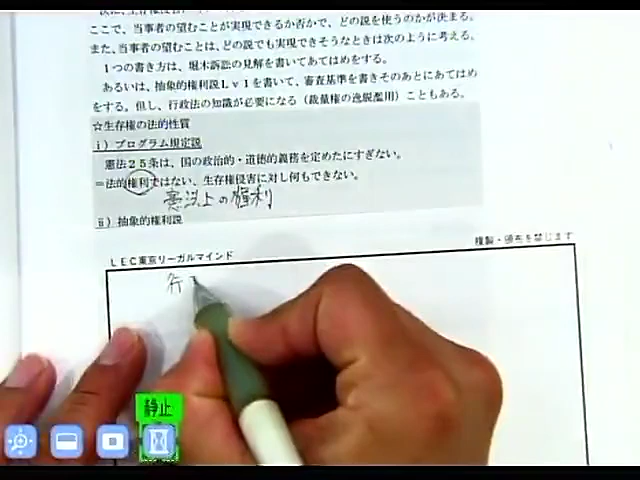 ここで、当事者の望むことが実現できるか否かで、どの説を使うのかが決まる。
また、当事者の望むことは、どの説でも実現できそうなときは次のように考える。
1つの書き方は、堀木訴訟の見解を書いてあてはめをする。
あるいは、抽象的権利説Lv1を書いて、審査基準を書きそのあとにあてはめ
をする。但し、行政法の知識が必要になる(裁量権の逸脱濫用)こともある。
☆生存権の法的性質
i)プログラム規定説
憲法25条は、国の政治的・道徳的義務を定めたにすぎない。
=法的権利ではない、生存権侵害に対し何もできない。
憲法上の権利
ii)抽象的権利説
LEC東京リーガルマインド
複製・頒布を禁じます
行
静止